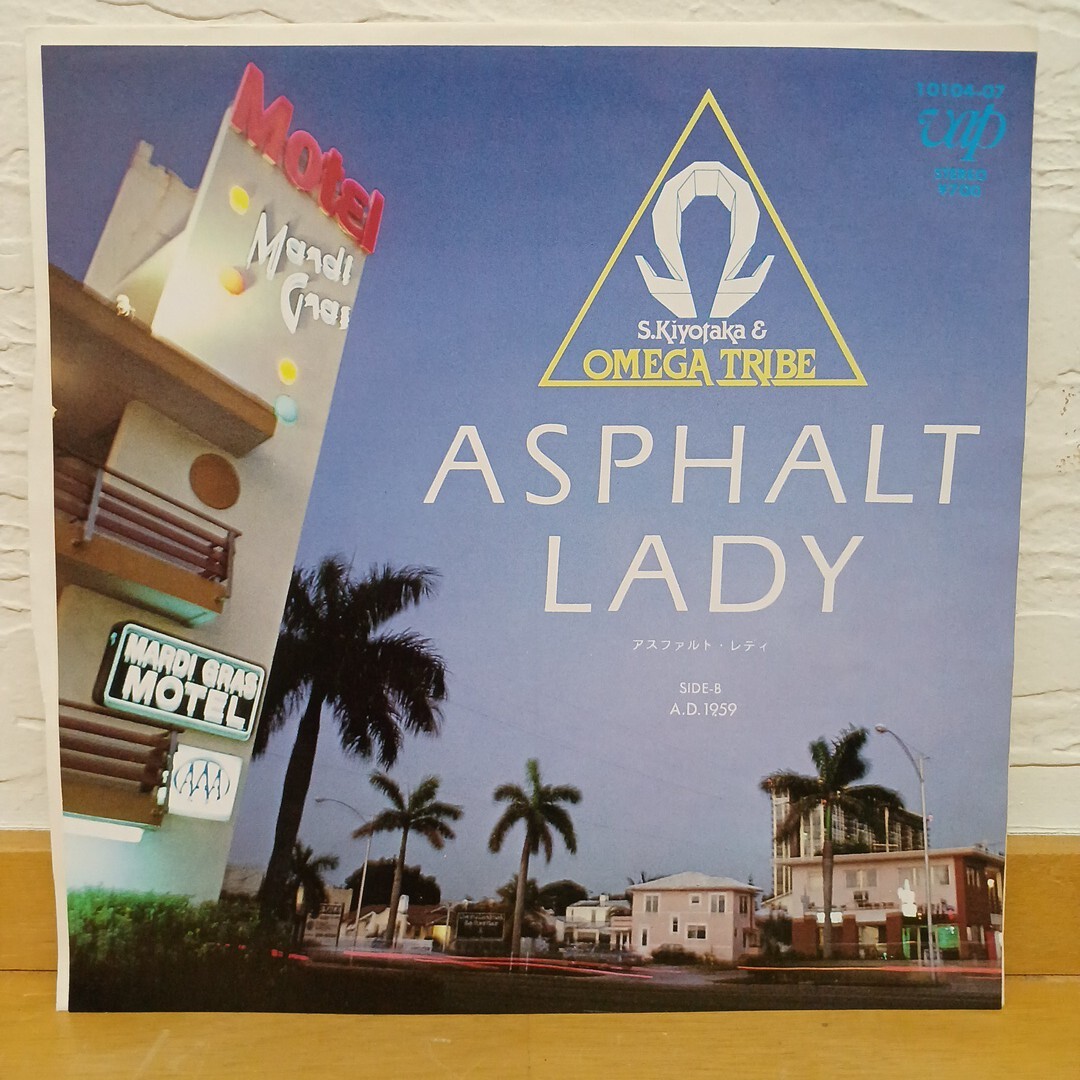 Motel
Mardi
Gras
10104-07
vap
STEREO
¥700
S.Kiyotaka &
OMEGA TRIBE
ASPHALT
LADY
アスファルト・レディ
SIDE-B
A.D.1959
MARDI GRAS
MOTEL
AAA